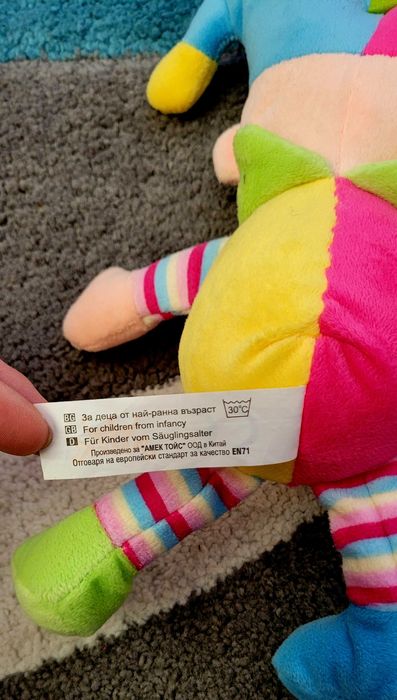 BG За деца от най-ранна възраст 30°C
GB For children from infancy
D Für Kinder vom Säuglingsalter
Произведено за "АМЕК ТОЙС" ООД в Китай
Отговаря на европейски стандарт за качество EN71